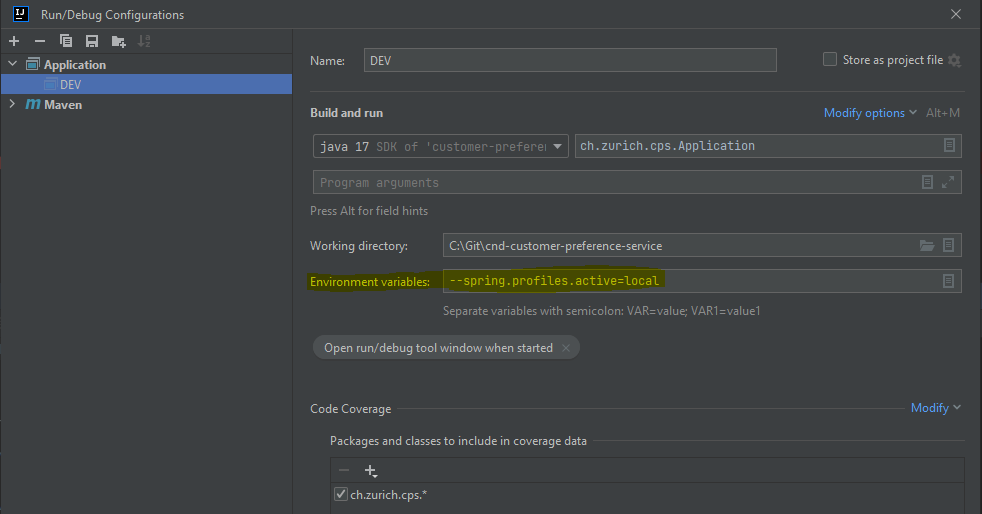 Run/Debug Configurations
Application
DEV
Maven
Name: DEV
Store as project file
Build and run
Modify options Alt+M
java 17 SDK of 'customer-preferen
ch.zurich.cps.Application
Program arguments
Press Alt for field hints
Working directory: C:\Git\cnd-customer-preference-service
Environment variables: --spring.profiles.active=local
Separate variables with semicolon: VAR=value; VAR1=value1
Open run/debug tool window when started
Code Coverage
Modify
Packages and classes to include in coverage data
ch.zurich.cps.*